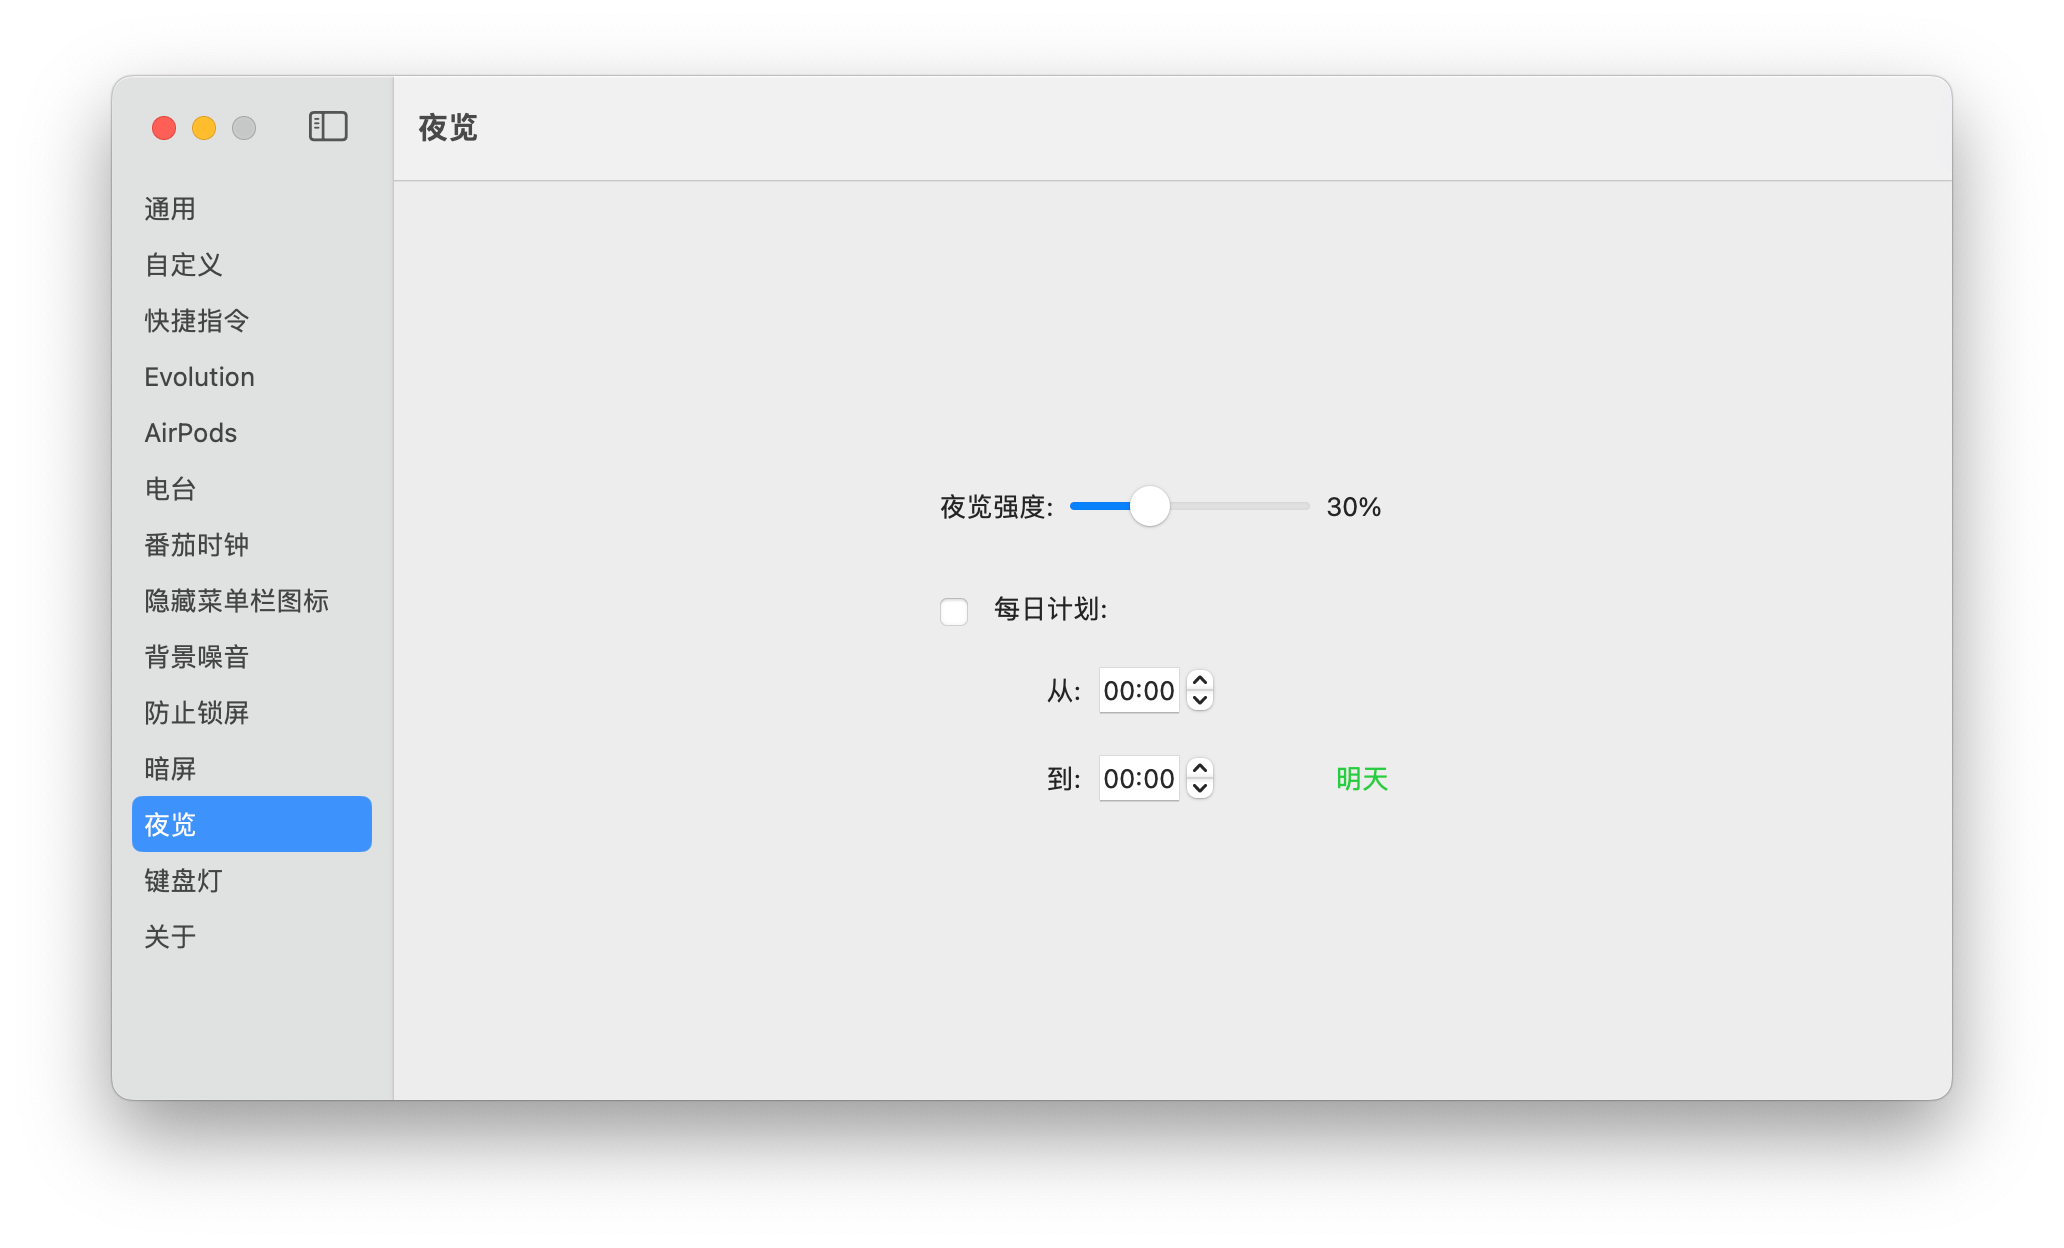 夜览
通用
自定义
快捷指令
Evolution
AirPods
电台
番茄时钟
隐藏菜单栏图标
背景噪音
防止锁屏
暗屏
夜览
键盘灯
关于
夜览强度: 30%
每日计划:
从: 00:00
到: 00:00 明天